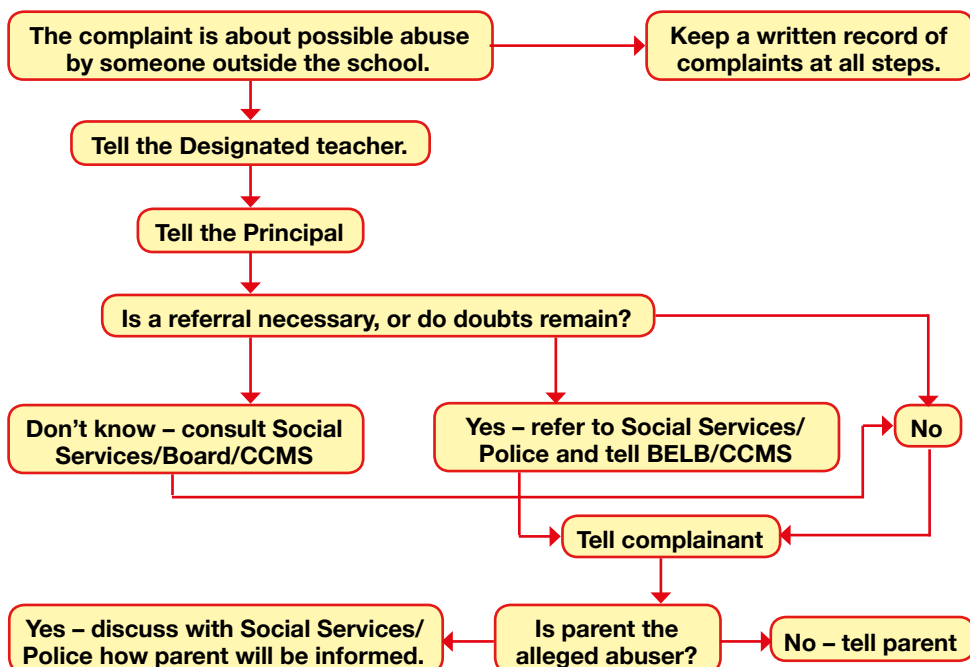 The complaint is about possible abuse
by someone outside the school.
Keep a written record of
complaints at all steps.
Tell the Designated teacher.
Tell the Principal
Is a referral necessary, or do doubts remain?
Don't know – consult Social
Services/Board/CCMS
Yes – refer to Social Services/
Police and tell BELB/CCMS
No
Tell complainant
Yes – discuss with Social Services/
Police how parent will be informed.
Is parent the
alleged abuser?
No – tell parent